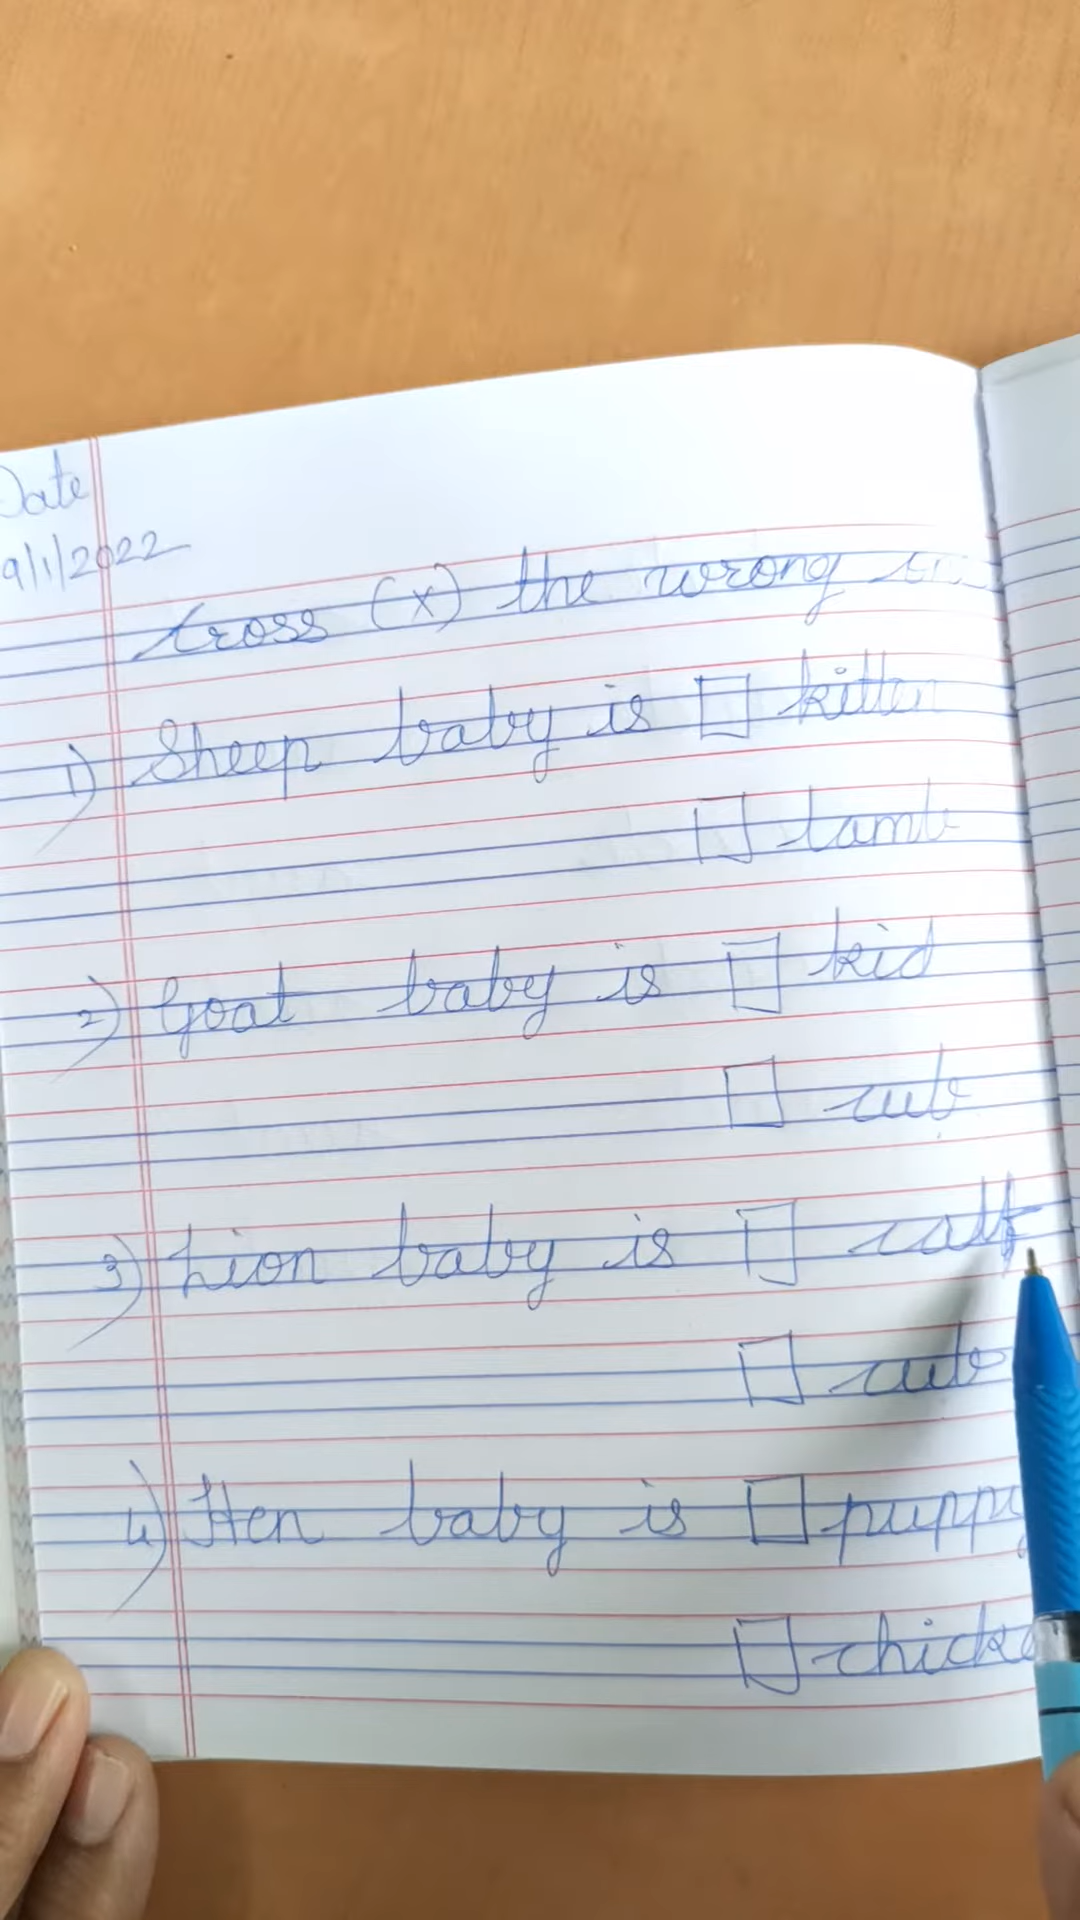 Date
9/1/2022
Cross (x) the wrong
1) Sheep baby is kitten
lamb
2) Goat baby is kid
cub
3) Lion baby is calf
cub
4) Hen baby is puppy
chick